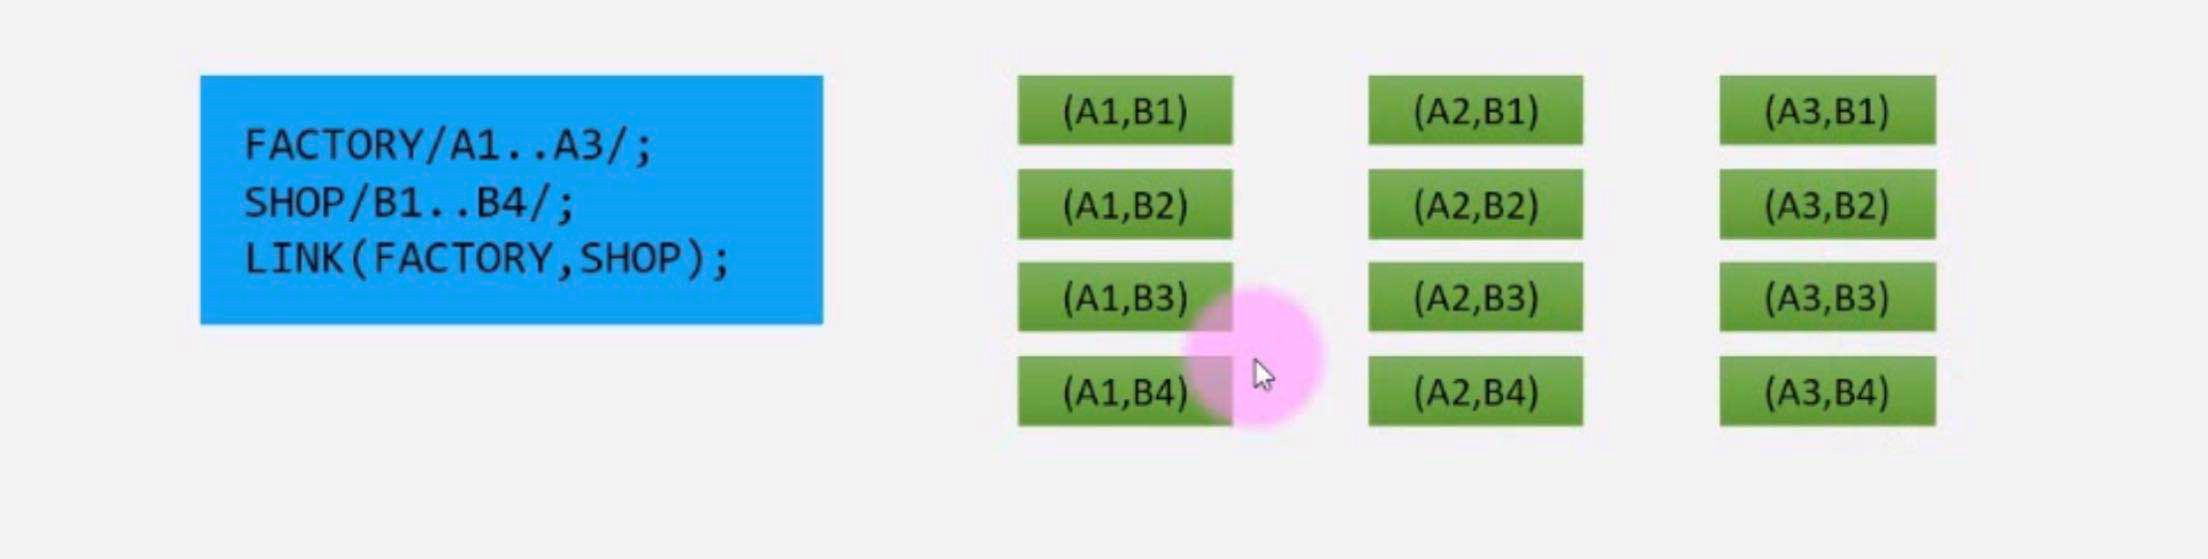 FACTORY/A1..A3/;
SHOP/B1..B4/;
LINK(FACTORY,SHOP);
(A1,B1) (A2,B1) (A3,B1)
(A1,B2) (A2,B2) (A3,B2)
(A1,B3) (A2,B3) (A3,B3)
(A1,B4) (A2,B4) (A3,B4)